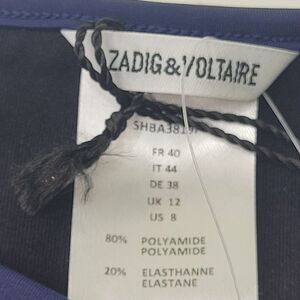 ZADIG&VOLTAIRE
FR 40
IT 44
DE 38
UK 12
US 8
80% POLYAMIDE
POLYAMIDE
20% ELASTHANNE
ELASTANE